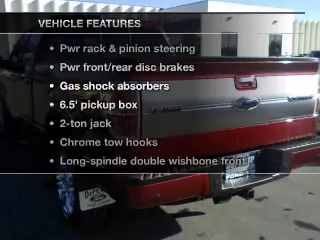 VEHICLE FEATURES
• Pwr rack & pinion steering
• Pwr front/rear disc brakes
• Gas shock absorbers
• 6.5' pickup box
• 2-ton jack
• Chrome tow hooks
• Long-spindle double wishbone front